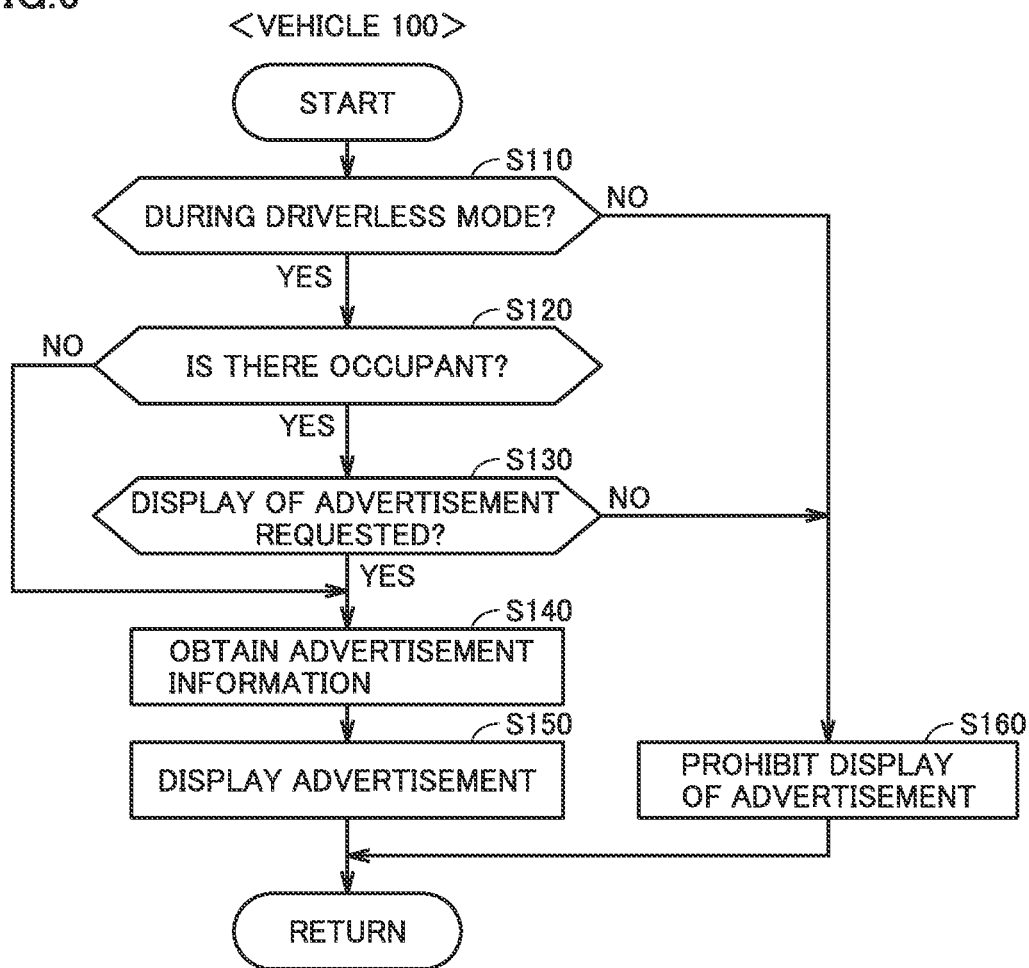 <VEHICLE 100>
START
S110
DURING DRIVERLESS MODE?
NO
YES
S120
NO
IS THERE OCCUPANT?
YES
S130
DISPLAY OF ADVERTISEMENT
REQUESTED?
NO
YES
S140
OBTAIN ADVERTISEMENT
INFORMATION
S150
DISPLAY ADVERTISEMENT
S160
PROHIBIT DISPLAY
OF ADVERTISEMENT
RETURN